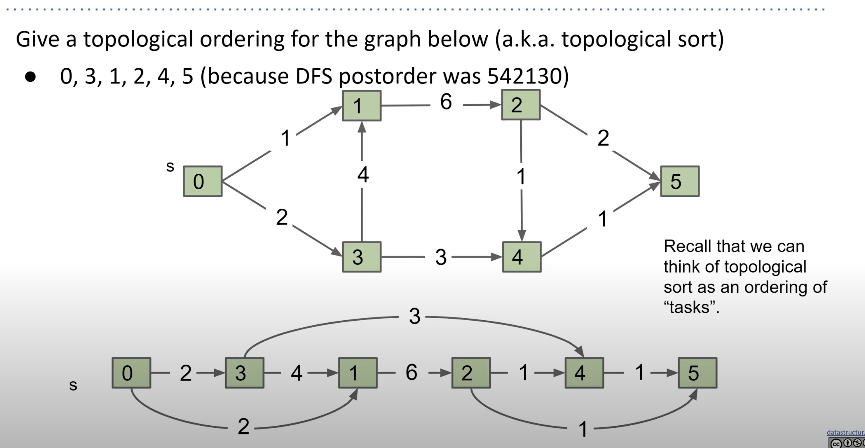 Give a topological ordering for the graph below (a.k.a. topological sort)
● 0, 3, 1, 2, 4, 5 (because DFS postorder was 542130)
1 6 2
1 2
s 0 4 1 5
2 1
3 3 4
Recall that we can
think of topological
sort as an ordering of
“tasks”.
3
s 0 2 3 4 1 6 2 1 4 1 5
2 1